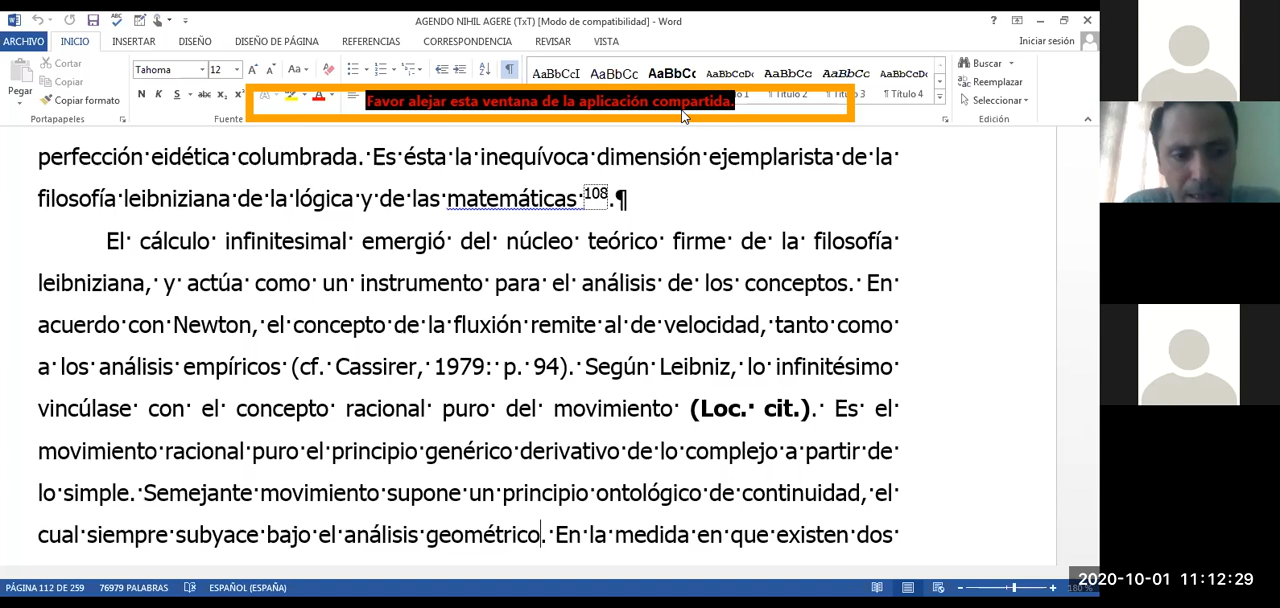 AGENDO NIHIL AGERE (TxT) [Modo de compatibilidad] - Word
ARCHIVO INICIO INSERTAR DISEÑO DISEÑO DE PÁGINA REFERENCIAS CORRESPONDENCIA REVISAR VISTA Iniciar sesión
Pegar
Cortar
Copiar
Copiar formato
Portapapeles
Tahoma 12
N K S abc
Fuente
Favor alejar esta ventana de la aplicación compartida.
AaBbCcI AaBbCc AaBbCc AaBbCcDc AaBbCc AaBbCc AaBbCcDc
¶ Título 2 ¶ Título 3 ¶ Título 4
Buscar
Reemplazar
Seleccionar
Edición
perfección eidética columbrada. Es ésta la inequívoca dimensión ejemplarista de la
filosofía leibniziana de la lógica y de las matemáticas 108.¶
El cálculo infinitesimal emergió del núcleo teórico firme de la filosofía
leibniziana, y actúa como un instrumento para el análisis de los conceptos. En
acuerdo con Newton, el concepto de la fluxión remite al de velocidad, tanto como
a los análisis empíricos (cf. Cassirer, 1979: p. 94). Según Leibniz, lo infinitésimo
vincúlase con el concepto racional puro del movimiento (Loc. cit.). Es el
movimiento racional puro el principio genérico derivativo de lo complejo a partir de
lo simple. Semejante movimiento supone un principio ontológico de continuidad, el
cual siempre subyace bajo el análisis geométrico. En la medida en que existen dos
PÁGINA 112 DE 259 76979 PALABRAS ESPAÑOL (ESPAÑA) 180 %
2020-10-01 11:12:29